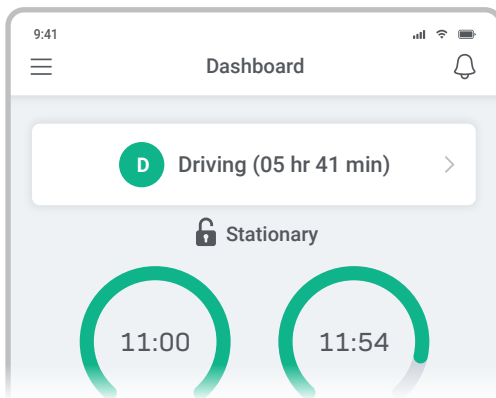 9:41
Dashboard
D Driving (05 hr 41 min)
Stationary
11:00 11:54